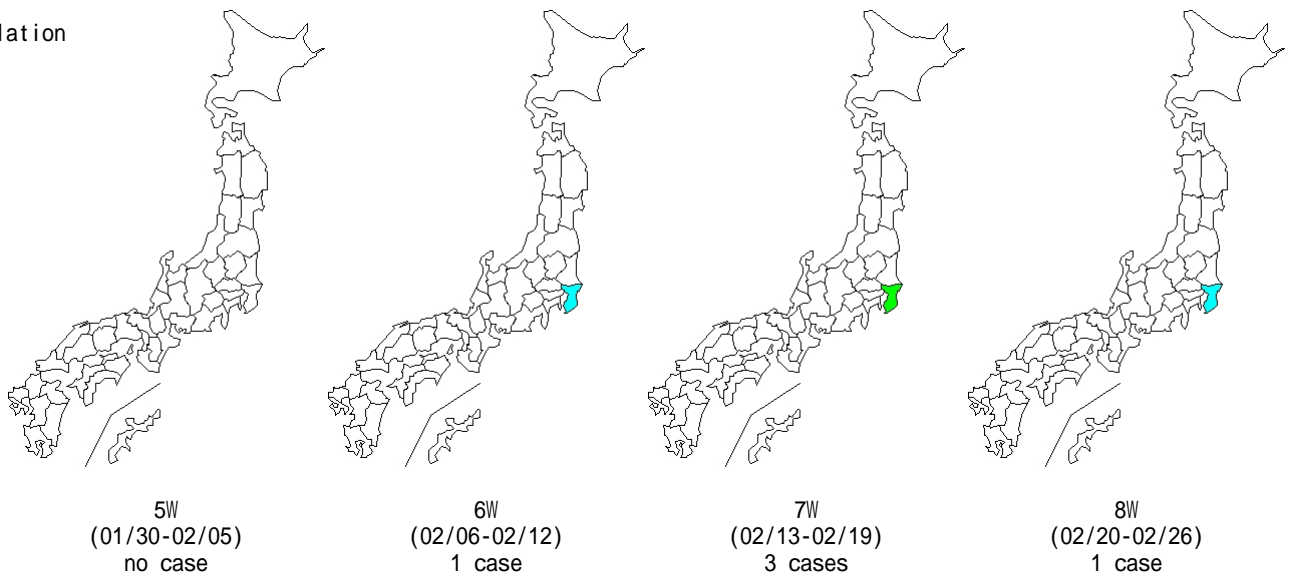 lation
5W
(01/30-02/05)
no case
6W
(02/06-02/12)
1 case
7W
(02/13-02/19)
3 cases
8W
(02/20-02/26)
1 case